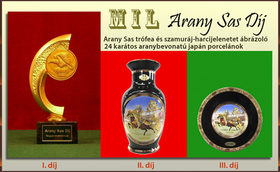 MIL Arany Sas Díj
Arany Sas trófea és szamuráj-harcijelenetet ábrázoló
24 karátos aranybevonatú japán porcelánok
Arany Sas Díj
I. díj II. díj III. díj